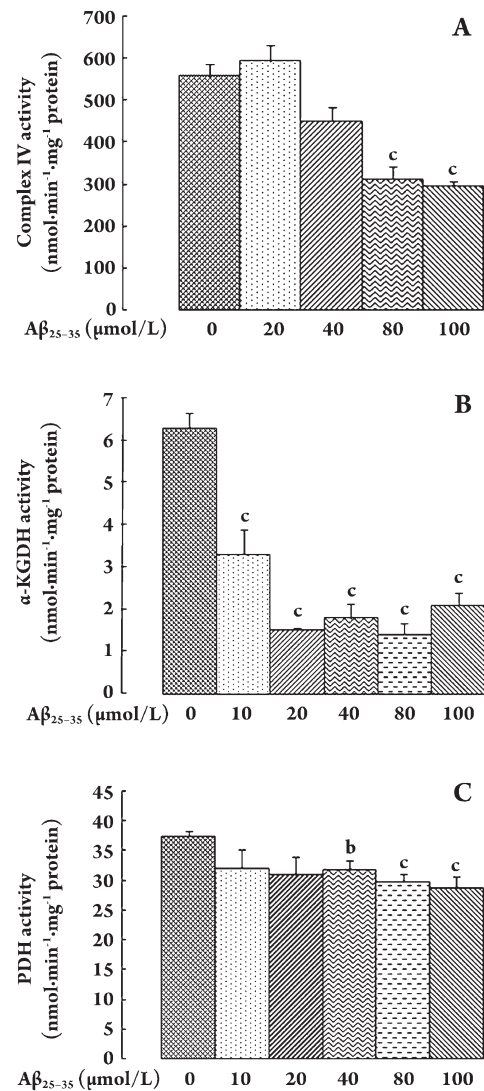 A
Complex IV activity
(nmol·min⁻¹·mg⁻¹ protein)
700
600
500
400
300
200
100
0
c
c
Aβ₂₅₋₃₅ (μmol/L) 0 20 40 80 100
B
α-KGDH activity
(nmol·min⁻¹·mg⁻¹ protein)
7
6
5
4
3
2
1
0
c
c
c
c
c
Aβ₂₅₋₃₅ (μmol/L) 0 10 20 40 80 100
C
PDH activity
(nmol·min⁻¹·mg⁻¹ protein)
45
40
35
30
25
20
15
10
5
0
b
c
c
Aβ₂₅₋₃₅ (μmol/L) 0 10 20 40 80 100